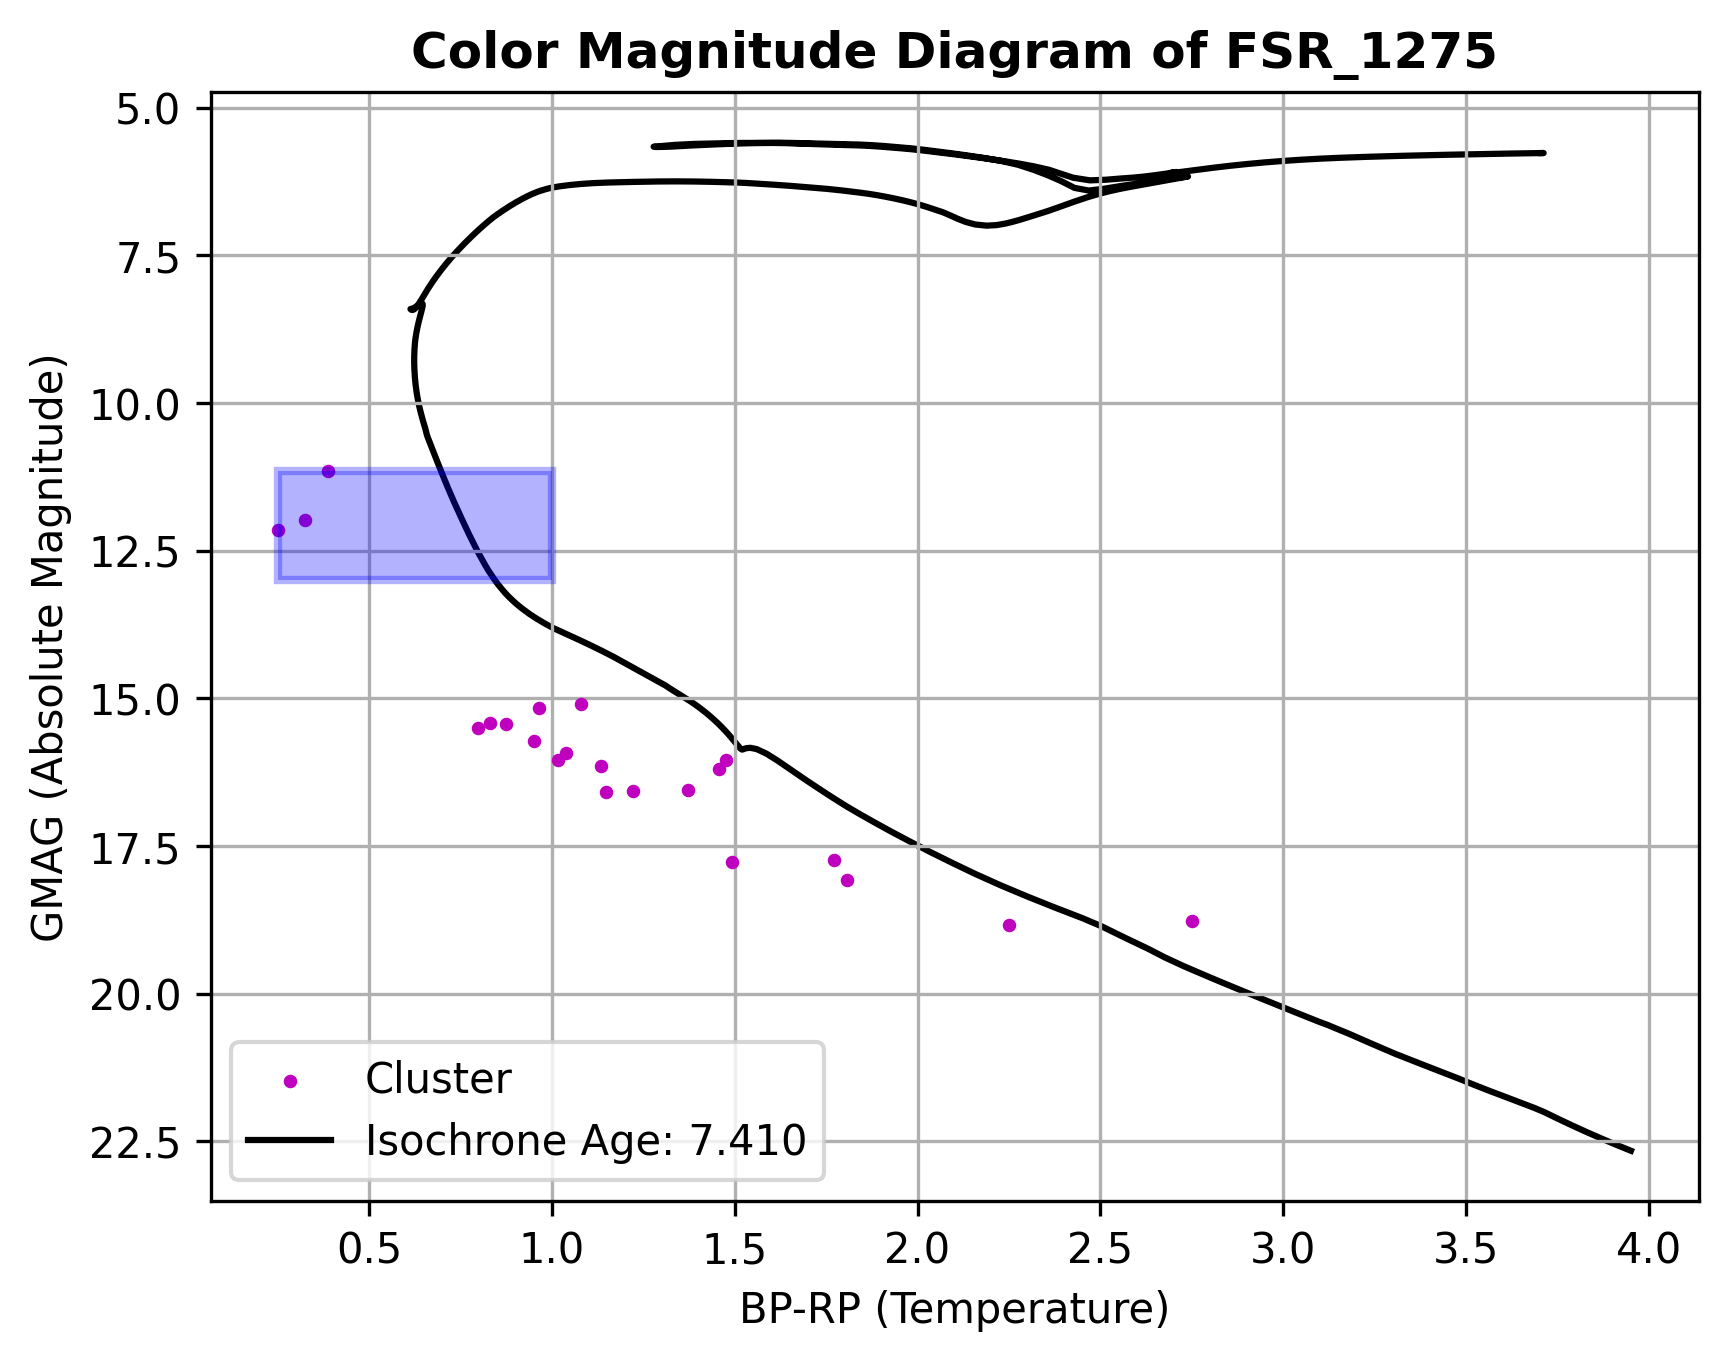 Color Magnitude Diagram of FSR_1275
GMAG (Absolute Magnitude)
5.0
7.5
10.0
12.5
15.0
17.5
20.0
22.5
Cluster
Isochrone Age: 7.410
0.5 1.0 1.5 2.0 2.5 3.0 3.5 4.0
BP-RP (Temperature)